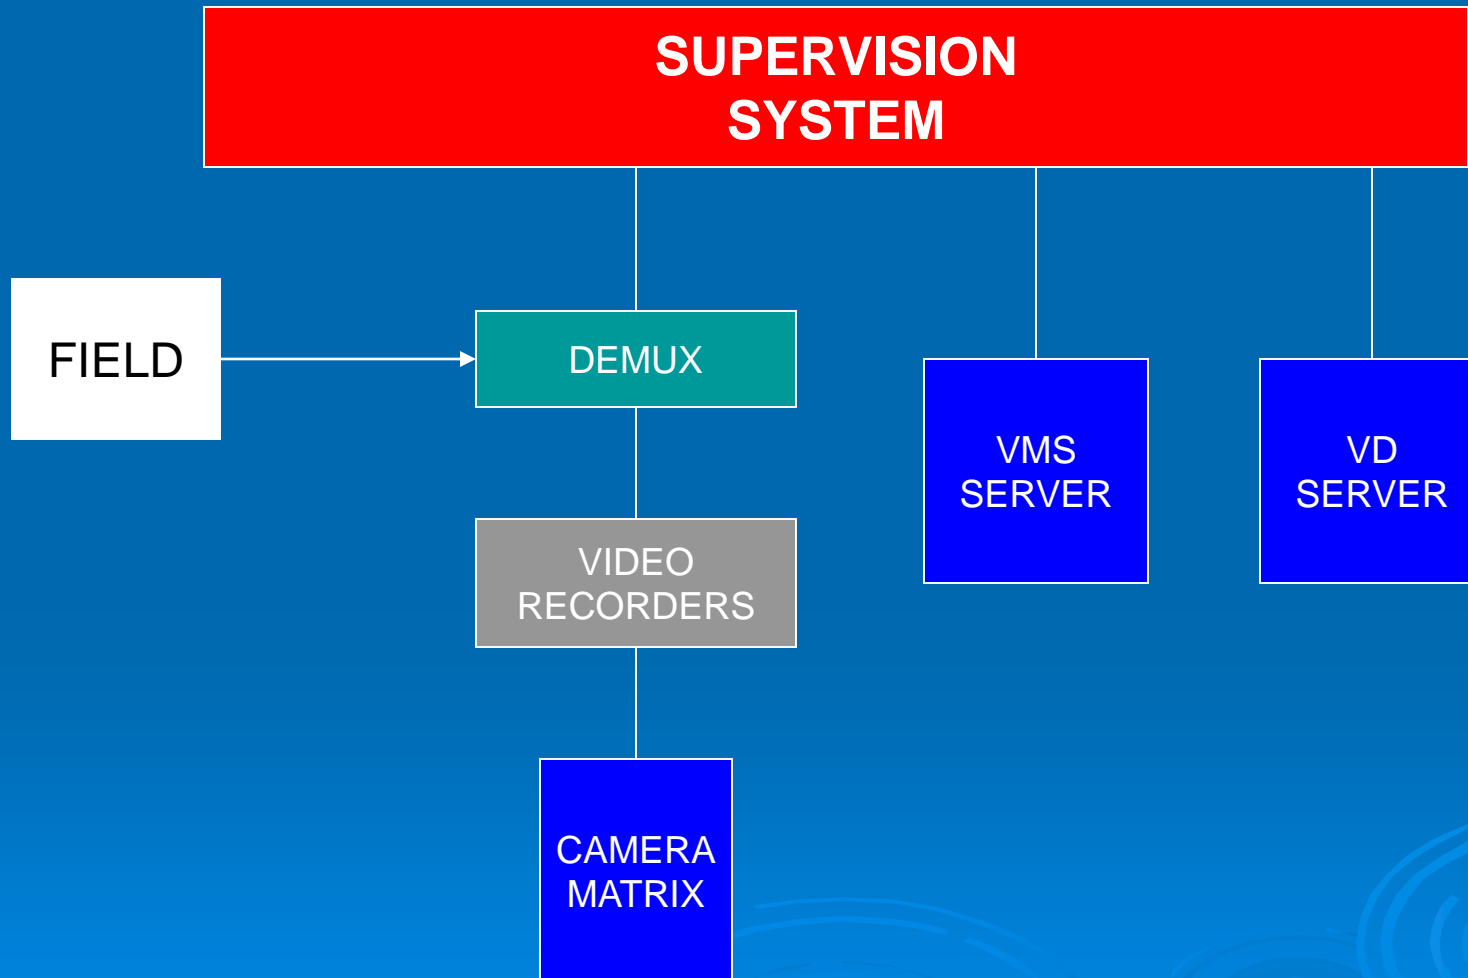 SUPERVISION
SYSTEM
FIELD
DEMUX
VMS
SERVER
VD
SERVER
VIDEO
RECORDERS
CAMERA
MATRIX